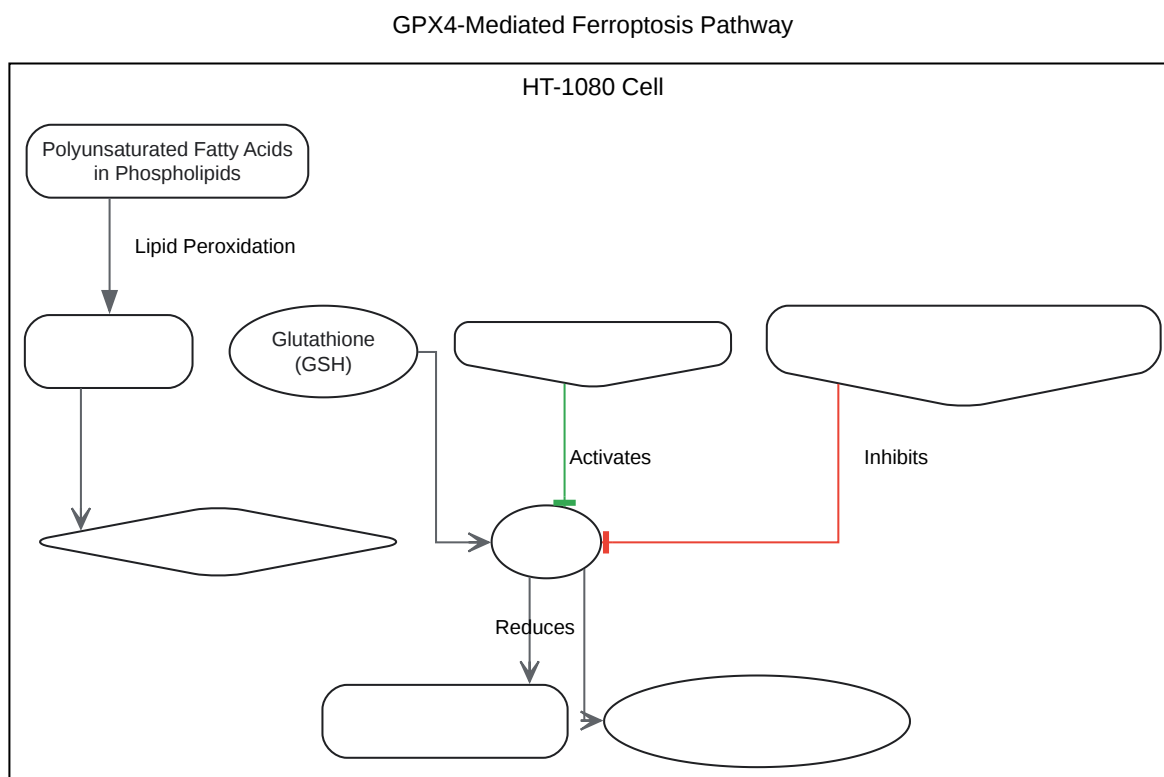 GPX4-Mediated Ferroptosis Pathway
HT-1080 Cell
Polyunsaturated Fatty Acids
in Phospholipids
Lipid Peroxidation
Glutathione
(GSH)
Activates
Inhibits
Reduces